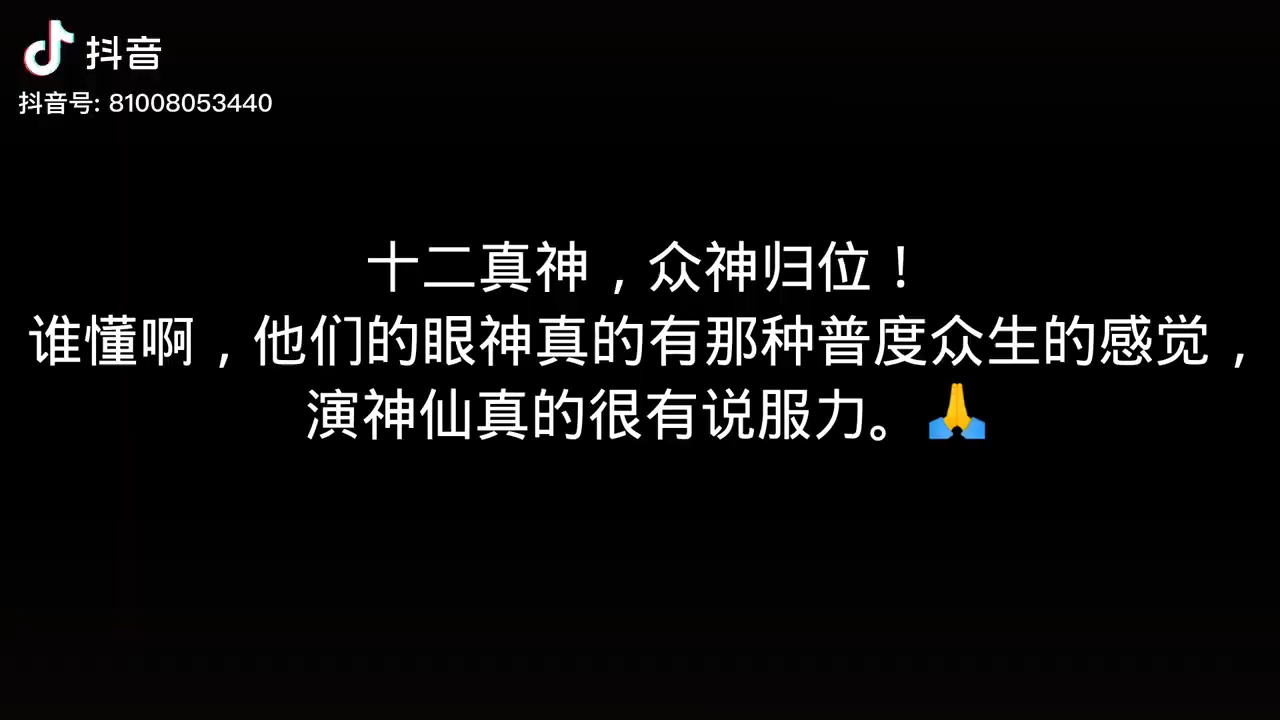 抖音
抖音号: 81008053440
十二真神，众神归位！
谁懂啊，他们的眼神真的有那种普度众生的感觉，
演神仙真的很有说服力。🙏